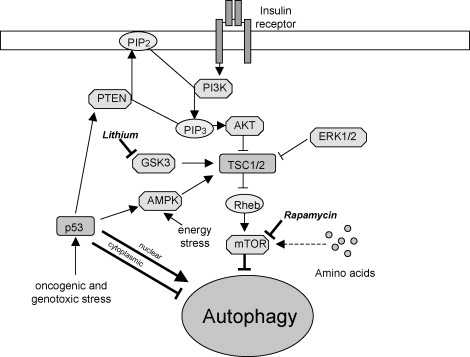 Insulin
receptor
PIP2
PI3K
PTEN
PIP3
AKT
ERK1/2
Lithium
GSK3
TSC1/2
AMPK
Rheb
energy
stress
Rapamycin
p53
mTOR
nuclear
cytoplasmic
Amino acids
oncogenic and
genotoxic stress
Autophagy